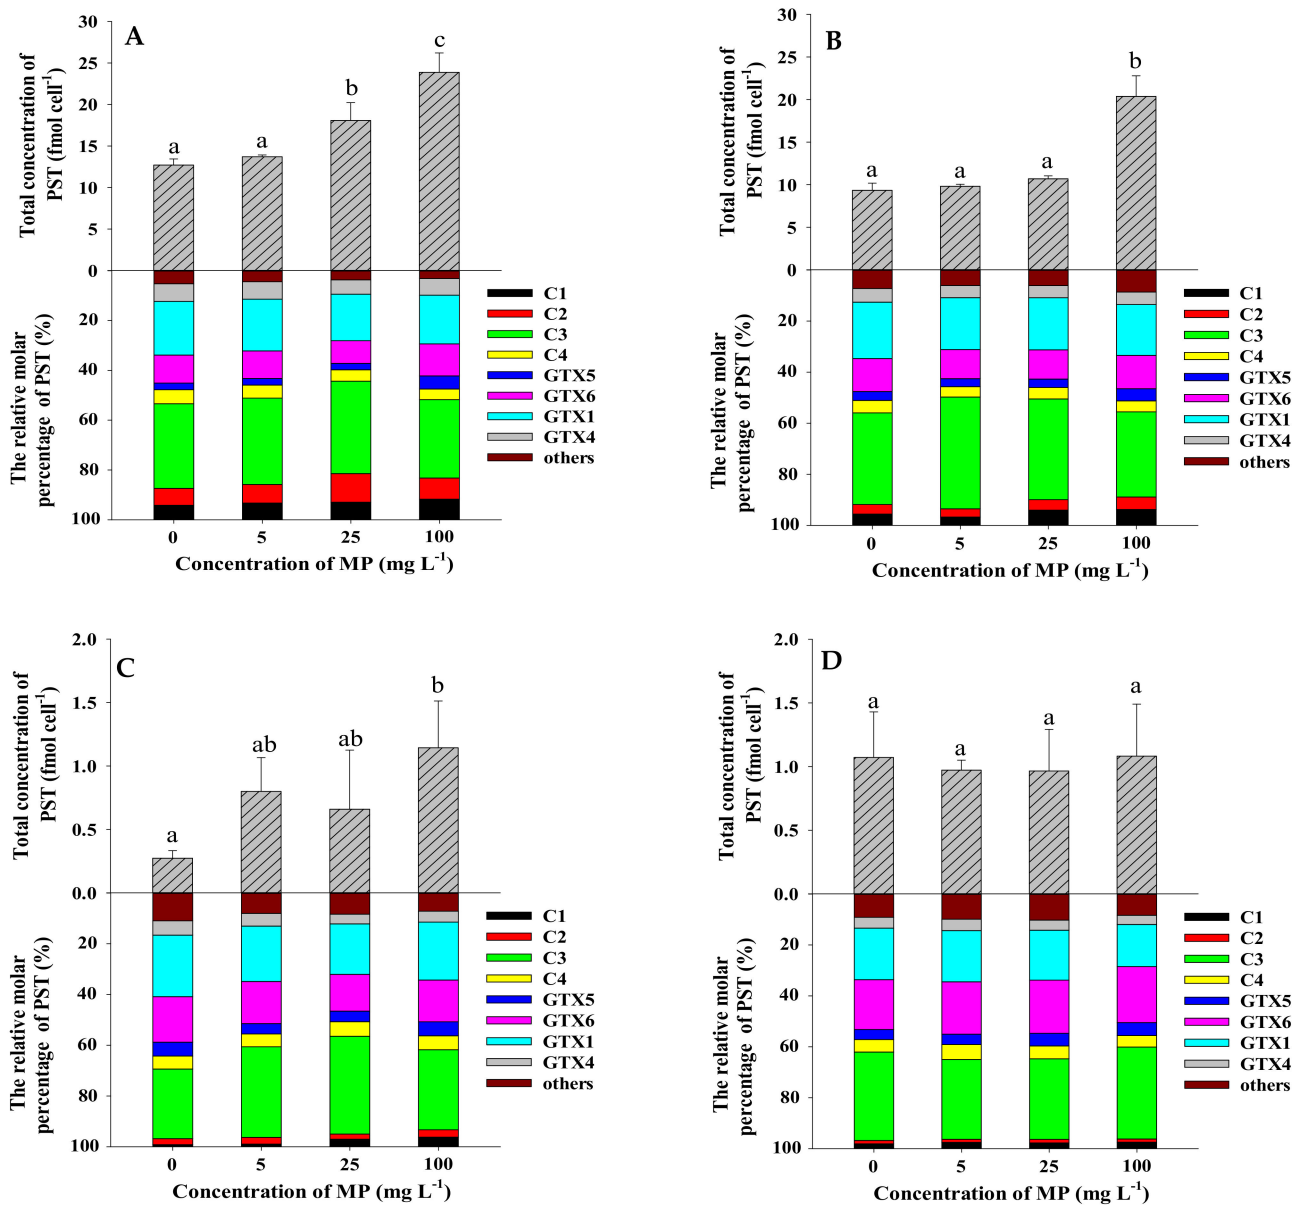 A
Total concentration of
PST (fmol cell-1)
30
25
20
15
10
5
0
a
a
b
c
The relative molar
percentage of PST (%)
20
40
60
80
100
C1
C2
C3
C4
GTX5
GTX6
GTX1
GTX4
others
0 5 25 100
Concentration of MP (mg L-1)
B
Total concentration of
PST (fmol cell-1)
30
25
20
15
10
5
0
a
a
a
b
The relative molar
percentage of PST (%)
20
40
60
80
100
C1
C2
C3
C4
GTX5
GTX6
GTX1
GTX4
others
0 5 25 100
Concentration of MP (mg L-1)
C
Total concentration of
PST (fmol cell-1)
2.0
1.5
1.0
0.5
0.0
a
ab
ab
b
The relative molar
percentage of PST (%)
20
40
60
80
100
C1
C2
C3
C4
GTX5
GTX6
GTX1
GTX4
others
0 5 25 100
Concentration of MP (mg L-1)
D
Total concentration of
PST (fmol cell-1)
2.0
1.5
1.0
0.5
0.0
a
a
a
a
The relative molar
percentage of PST (%)
20
40
60
80
100
C1
C2
C3
C4
GTX5
GTX6
GTX1
GTX4
others
0 5 25 100
Concentration of MP (mg L-1)